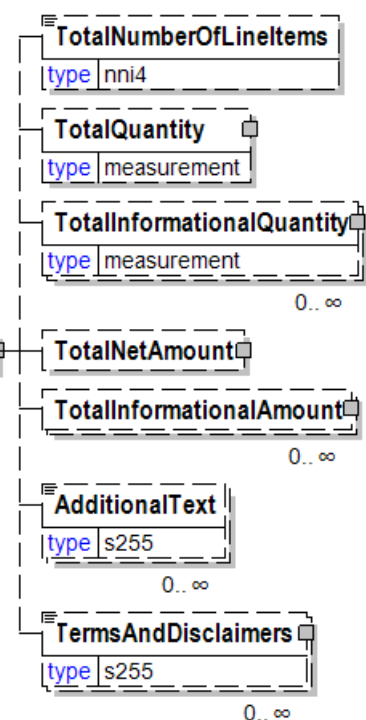 TotalNumberOfLineItems
type nni4
TotalQuantity
type measurement
TotalInformationalQuantity
type measurement
0.. ∞
TotalNetAmount
TotalInformationalAmount
0.. ∞
AdditionalText
type s255
0.. ∞
TermsAndDisclaimers
type s255
0.. ∞